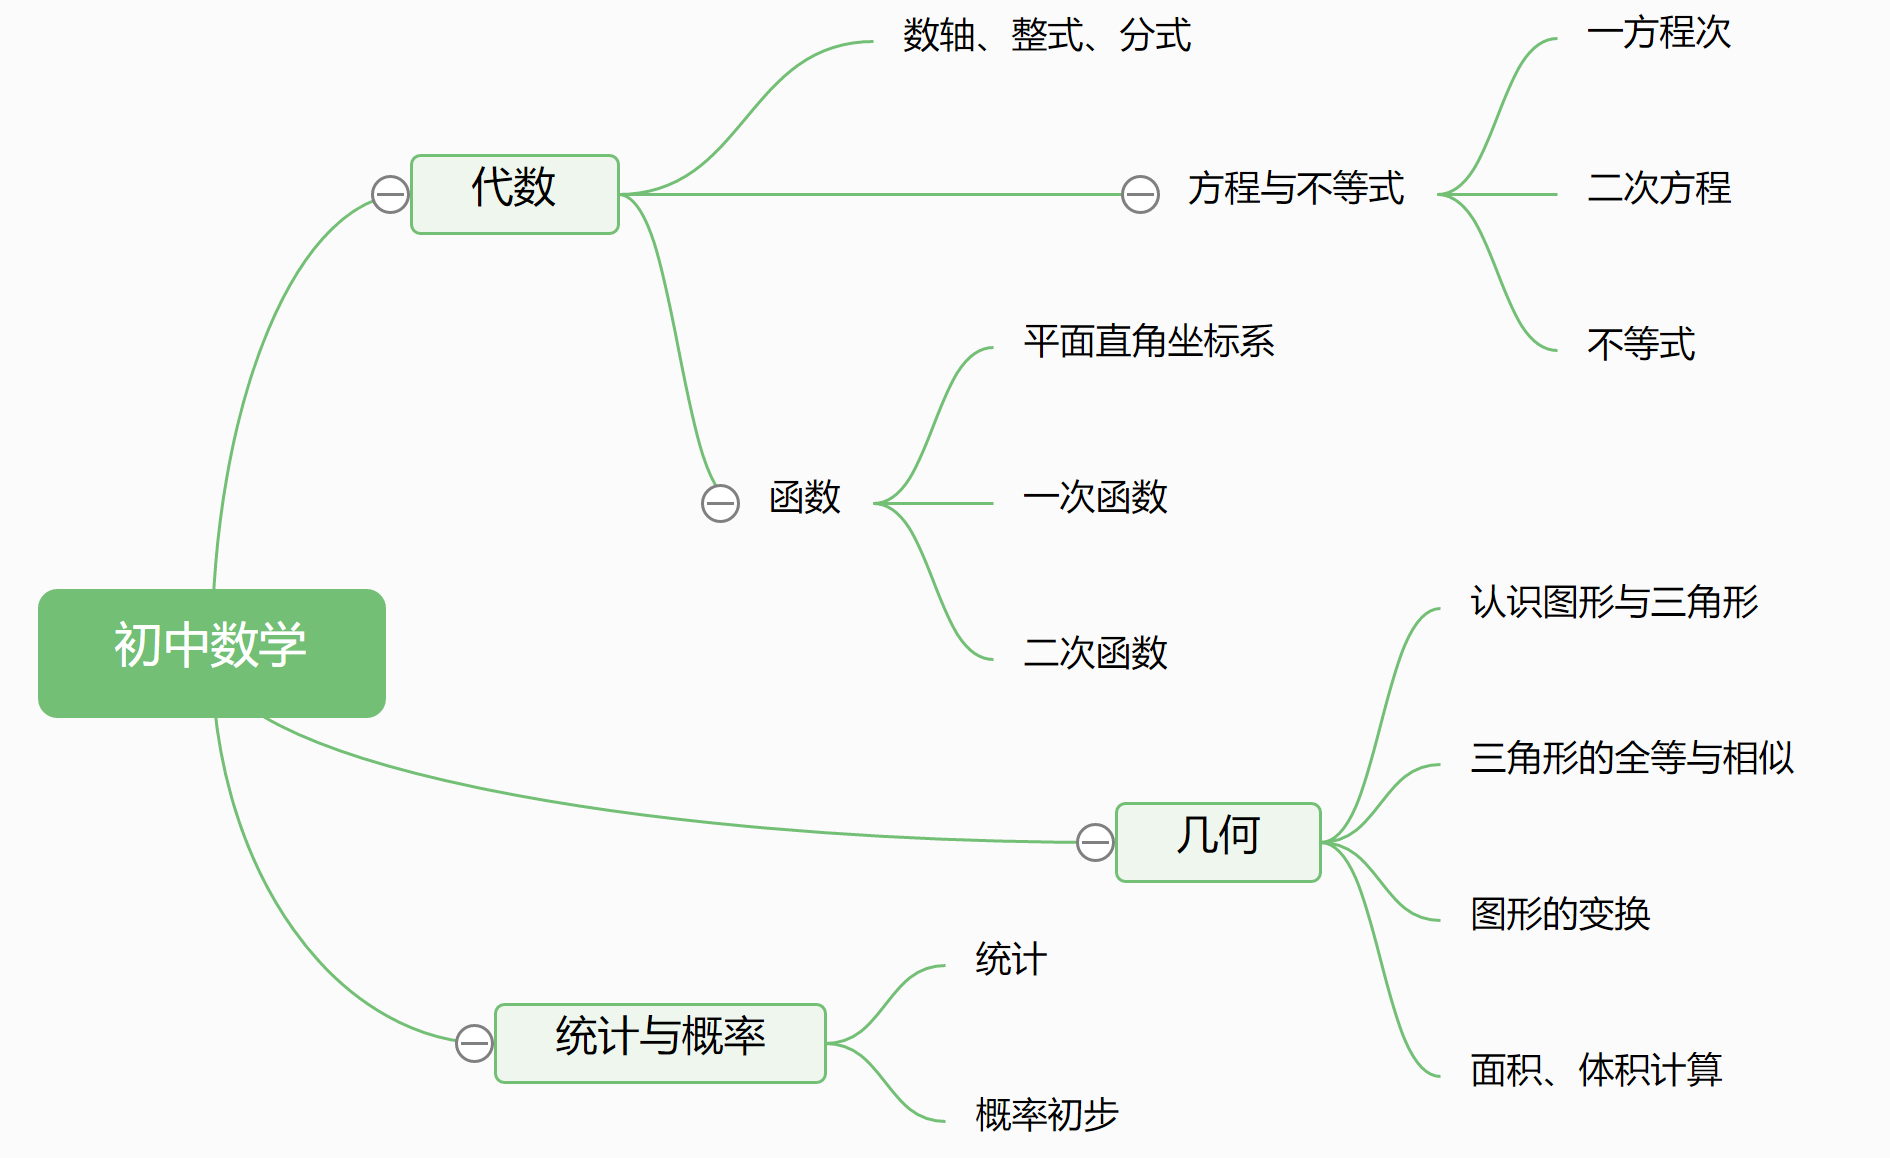 初中数学
代数
数轴、整式、分式
方程与不等式
一方程次
二次方程
不等式
函数
平面直角坐标系
一次函数
二次函数
几何
认识图形与三角形
三角形的全等与相似
图形的变换
面积、体积计算
统计与概率
统计
概率初步